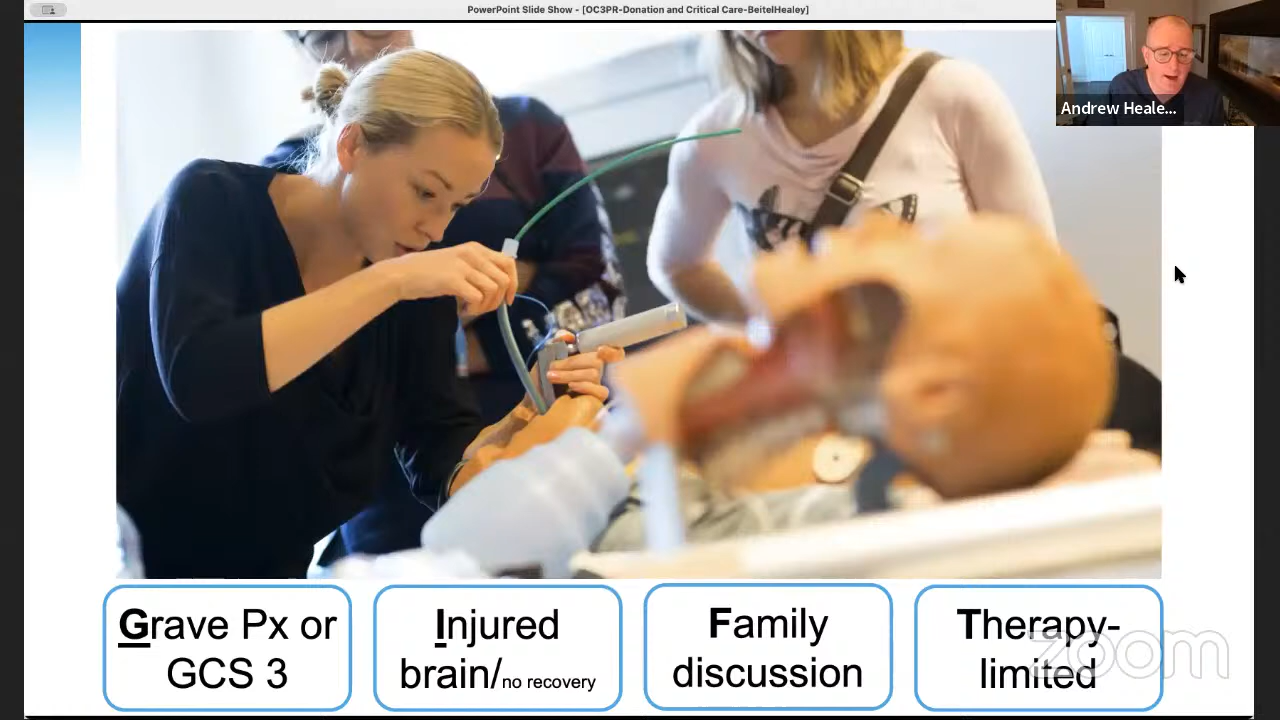 PowerPoint Slide Show - [OC3PR-Donation and Critical Care-BeitelHealey]
Andrew Heale...
Grave Px or
GCS 3
Injured
brain/no recovery
Family
discussion
Therapy-
limited
zoom